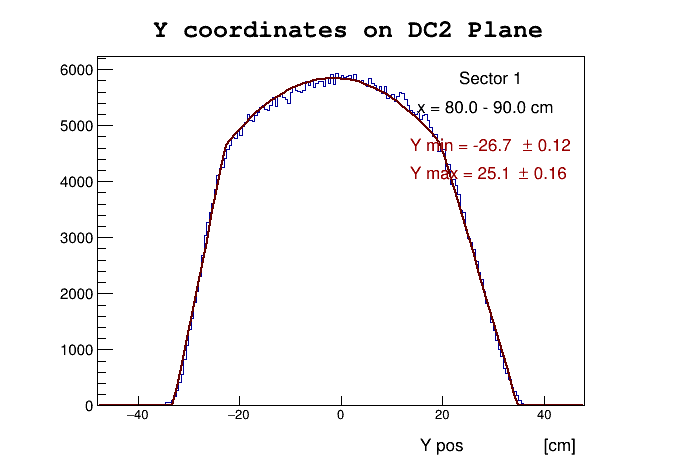 Y coordinates on DC2 Plane
6000
5000
4000
3000
2000
1000
0
Sector 1
x = 80.0 - 90.0 cm
Y min = -26.7 ± 0.12
Y max = 25.1 ± 0.16
−40 −20 0 20 40
Y pos [cm]